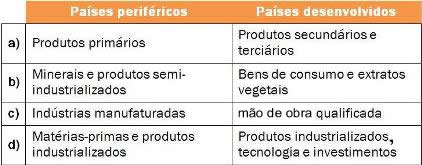 Países periféricos Países desenvolvidos
a) Produtos primários Produtos secundários e
terciários
b) Minerais e produtos semi-
industrializados Bens de consumo e extratos
vegetais
c) Indústrias manufaturadas mão de obra qualificada
d) Matérias-primas e produtos
industrializados Produtos industrializados,
tecnologia e investimentos